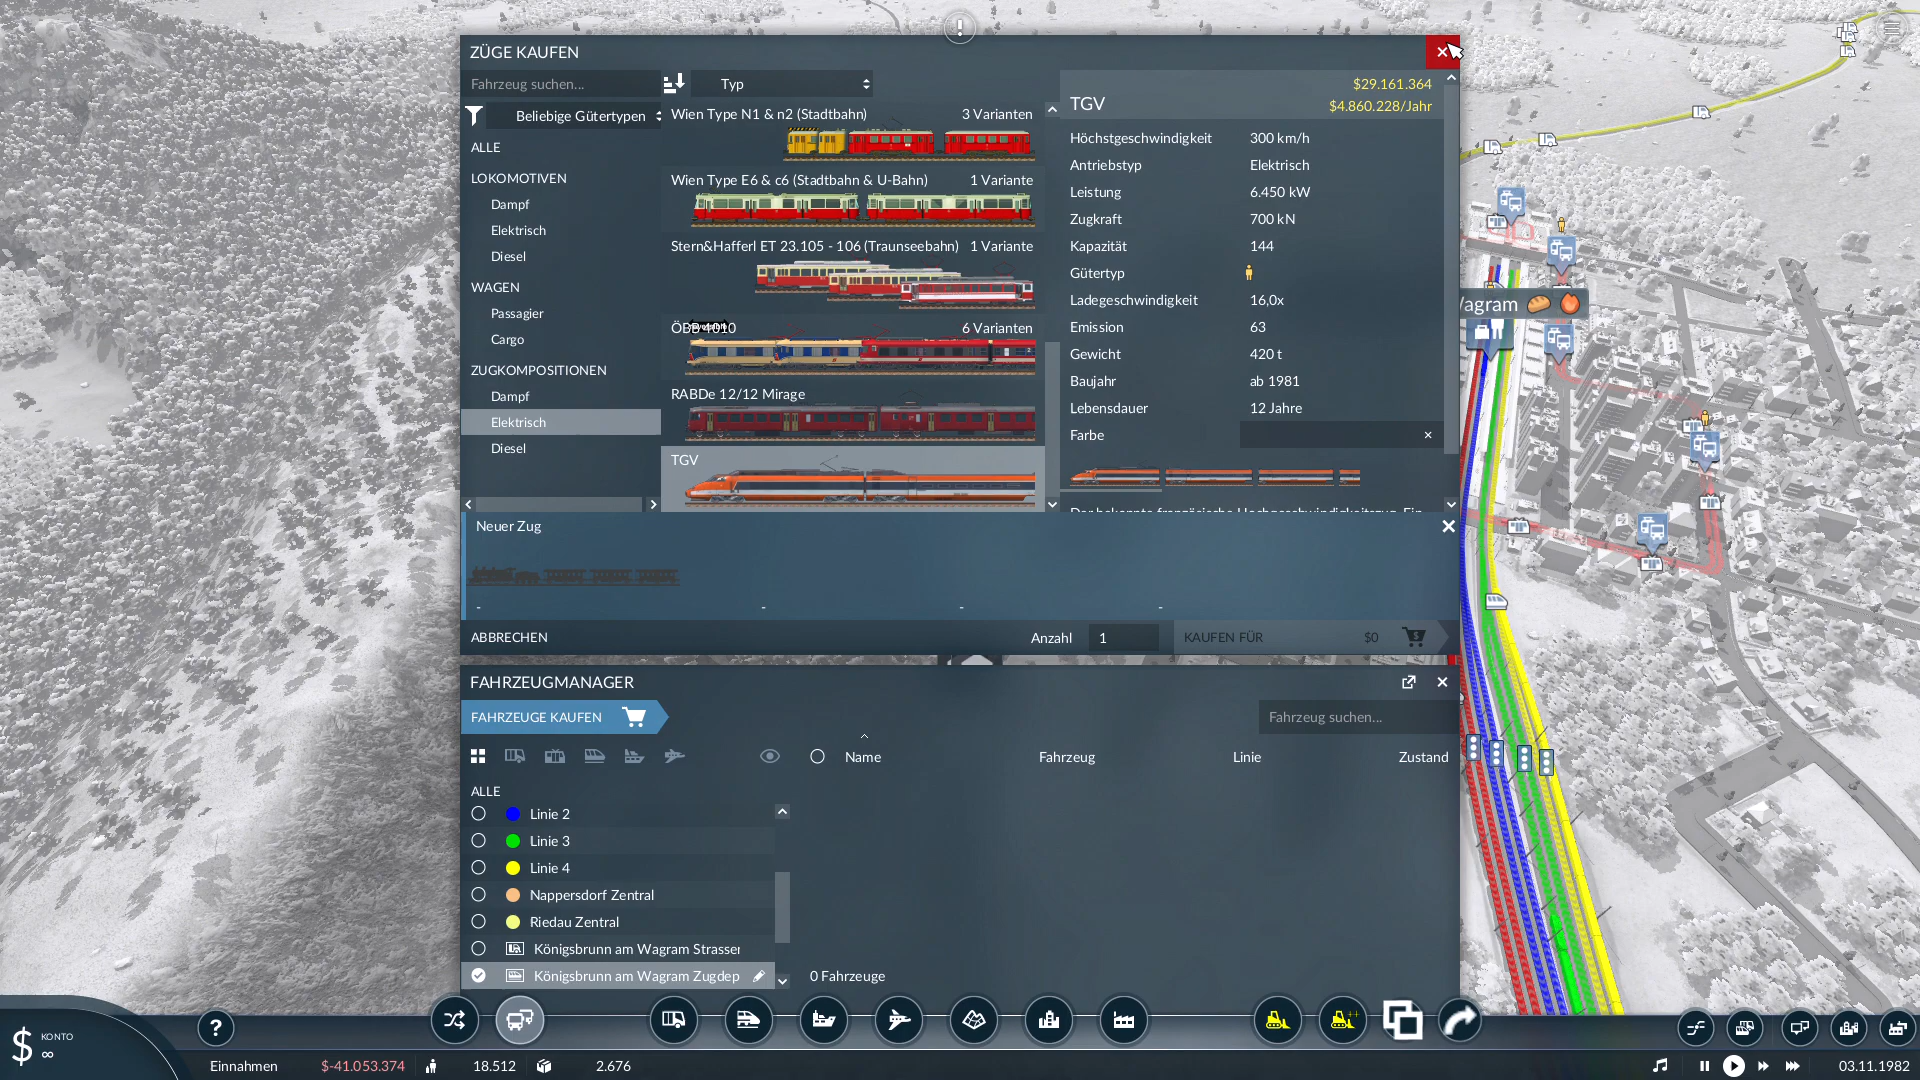 ZÜGE KAUFEN
Fahrzeug suchen...
Typ
Beliebige Gütertypen
ALLE
LOKOMOTIVEN
Dampf
Elektrisch
Diesel
WAGEN
Passagier
Cargo
ZUGKOMPOSITIONEN
Dampf
Elektrisch
Diesel
Wien Type N1 & n2 (Stadtbahn) 3 Varianten
Wien Type E6 & c6 (Stadtbahn & U-Bahn) 1 Variante
Stern&Hafferl ET 23.105 - 106 (Traunseebahn) 1 Variante
ÖBB 4010 6 Varianten
RABDe 12/12 Mirage
TGV
$29.161.364
TGV $4.860.228/Jahr
Höchstgeschwindigkeit 300 km/h
Antriebstyp Elektrisch
Leistung 6.450 kW
Zugkraft 700 kN
Kapazität 144
Gütertyp
Ladegeschwindigkeit 16,0x
Emission 63
Gewicht 420 t
Baujahr ab 1981
Lebensdauer 12 Jahre
Farbe
Neuer Zug
- - - -
ABBRECHEN Anzahl 1 KAUFEN FÜR $0
FAHRZEUGMANAGER
FAHRZEUGE KAUFEN Fahrzeug suchen...
Name Fahrzeug Linie Zustand
ALLE
Linie 2
Linie 3
Linie 4
Nappersdorf Zentral
Riedau Zentral
Königsbrunn am Wagram Strassen
Königsbrunn am Wagram Zugdep 0 Fahrzeuge
Wagram
KONTO
∞
Einnahmen $-41.053.374 18.512 2.676 03.11.1982